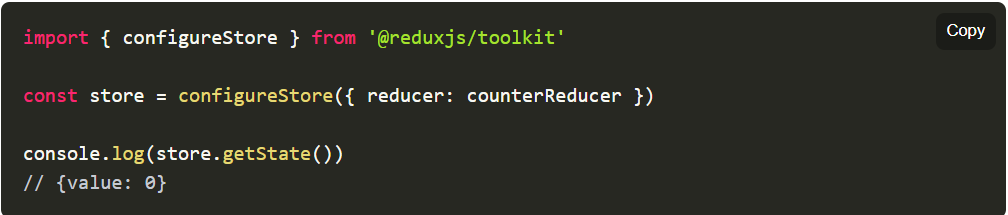 import { configureStore } from '@reduxjs/toolkit'
Copy
const store = configureStore({ reducer: counterReducer })
console.log(store.getState())
// {value: 0}